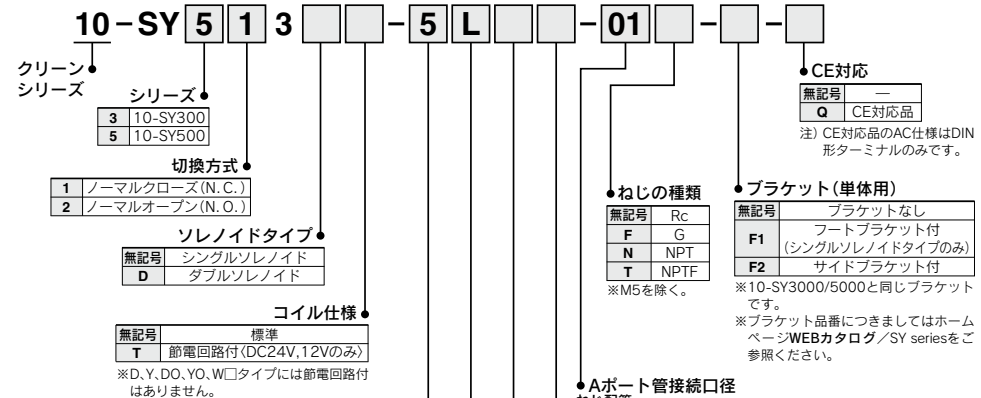 10-SY 5 1 3 - 5 L - 01 - -
クリーン
シリーズ
シリーズ
3 10-SY300
5 10-SY500
切換方式
1 ノーマルクローズ(N.C.)
2 ノーマルオープン(N.O.)
ソレノイドタイプ
無記号 シングルソレノイド
D ダブルソレノイド
コイル仕様
無記号 標準
T 節電回路付〈DC24V,12Vのみ〉
※D、Y、DO、YO、W□タイプには節電回路付
はありません。
Aポート管接続口径
ねじ配管
ねじの種類
無記号 Rc
F G
N NPT
T NPTF
※M5を除く。
ブラケット(単体用)
無記号 ブラケットなし
F1 フートブラケット付
(シングルソレノイドタイプのみ)
F2 サイドブラケット付
※10-SY3000/5000と同じブラケット
です。
※ブラケット品番につきましてはホーム
ページWEBカタログ/SY seriesをご
参照ください。
CE対応
無記号 —
Q CE対応品
注) CE対応品のAC仕様はDIN
形ターミナルのみです。